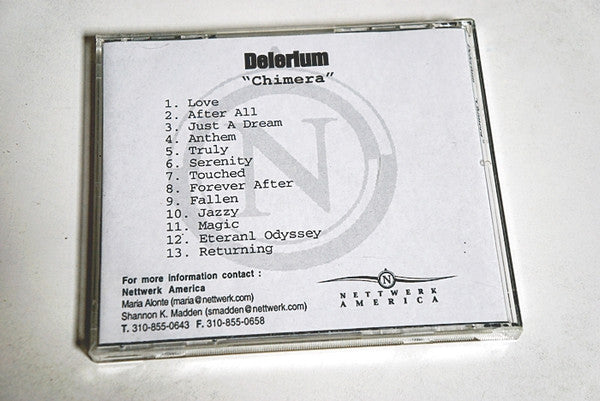 Delerium
"Chimera"
1. Love
2. After All
3. Just A Dream
4. Anthem
5. Truly
6. Serenity
7. Touched
8. Forever After
9. Fallen
10. Jazzy
11. Magic
12. Eteranl Odyssey
13. Returning
For more information contact :
Nettwerk America
Maria Alonte (maria@nettwerk.com)
Shannon K. Madden (smadden@nettwerk.com)
T. 310-855-0643 F. 310-855-0658
N
N
NETTWERK
AMERICA